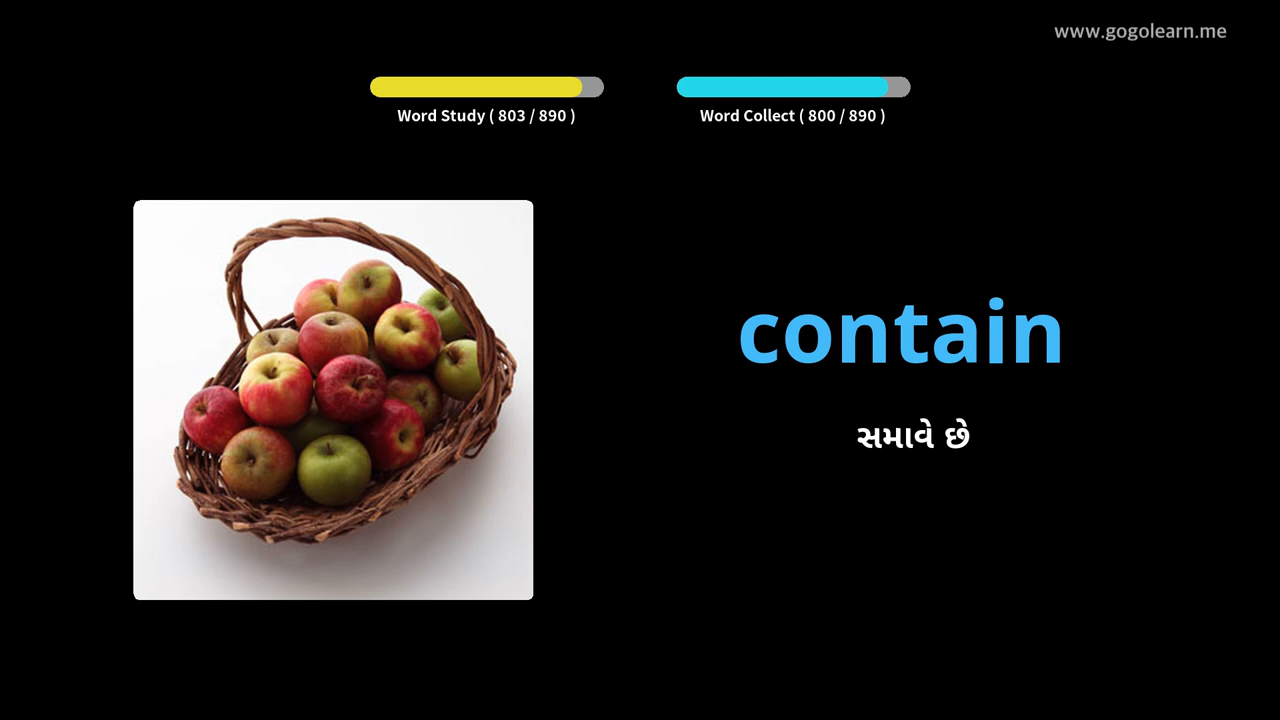 www.gogolearn.me
Word Study ( 803 / 890 )
Word Collect ( 800 / 890 )
contain
સમાવે છે